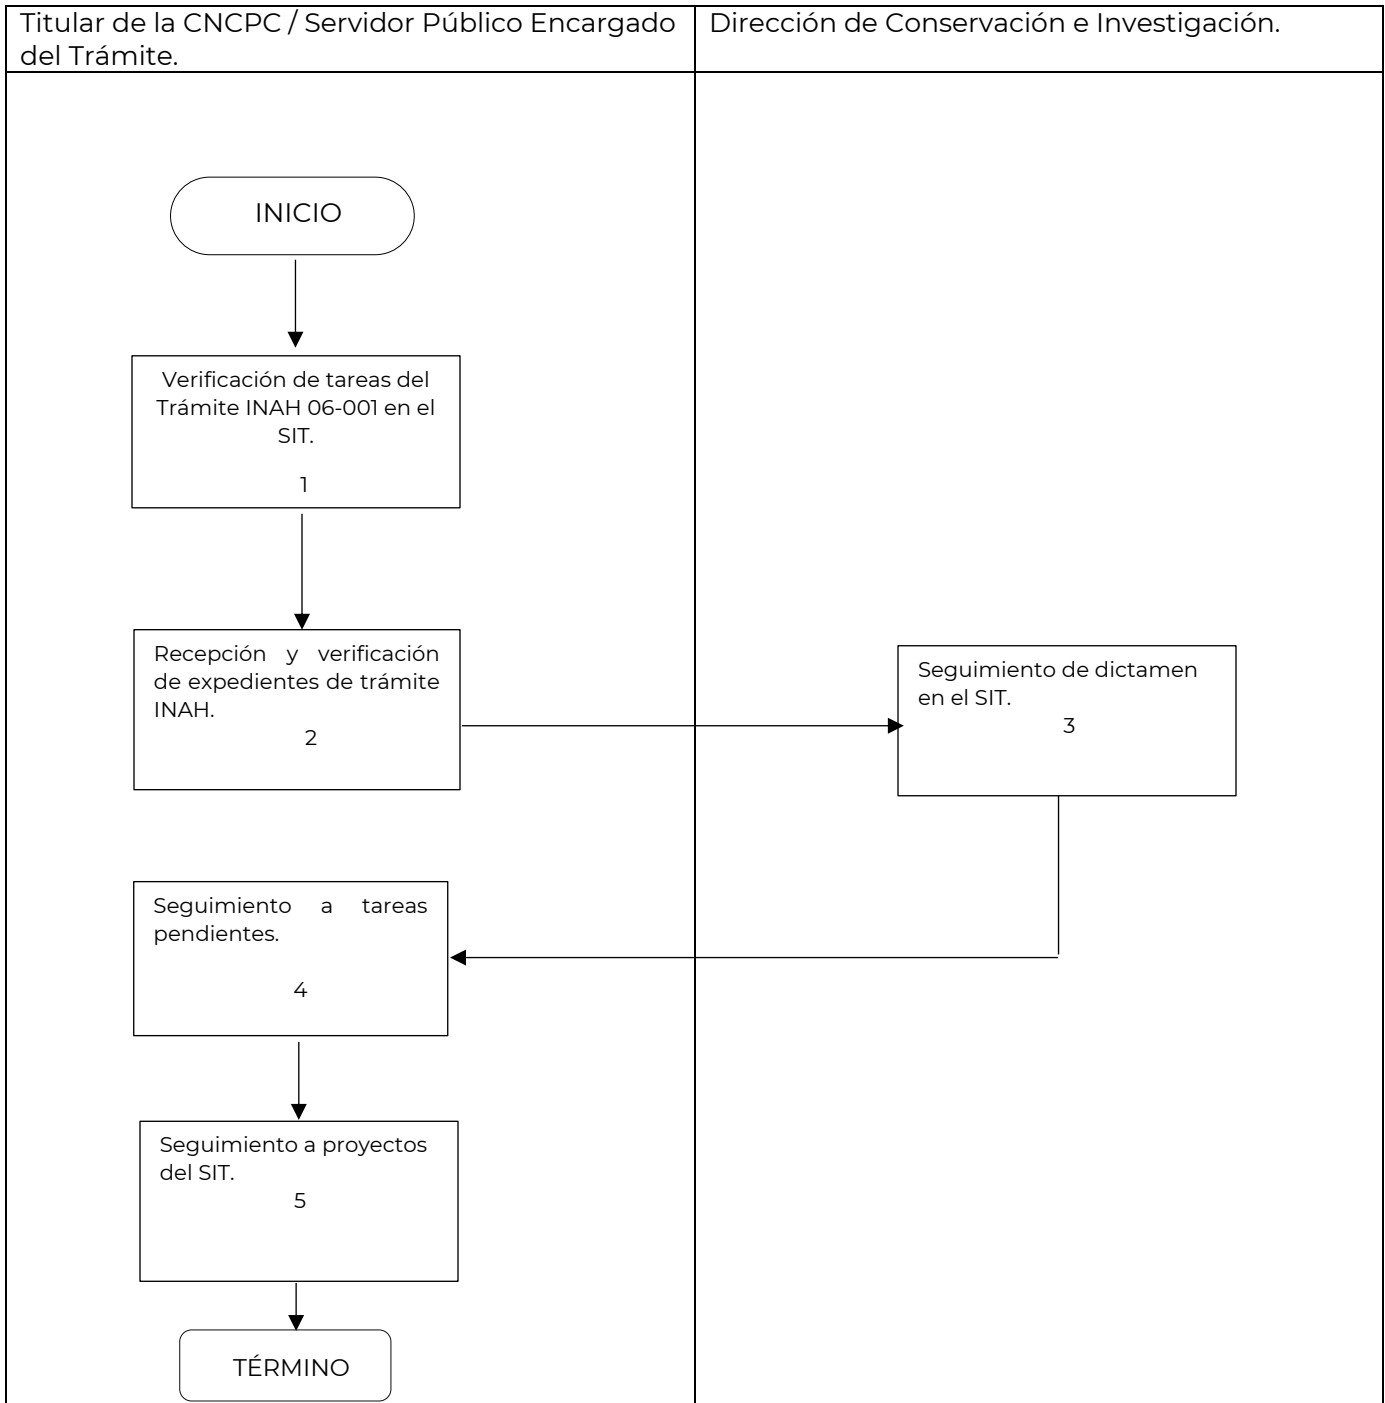 Titular de la CNCPC / Servidor Público Encargado
del Trámite.
Dirección de Conservación e Investigación.
INICIO
Verificación de tareas del
Trámite INAH 06-001 en el
SIT.
1
Recepción y verificación
de expedientes de trámite
INAH.
2
Seguimiento de dictamen
en el SIT.
3
Seguimiento a tareas
pendientes.
4
Seguimiento a proyectos
del SIT.
5
TÉRMINO